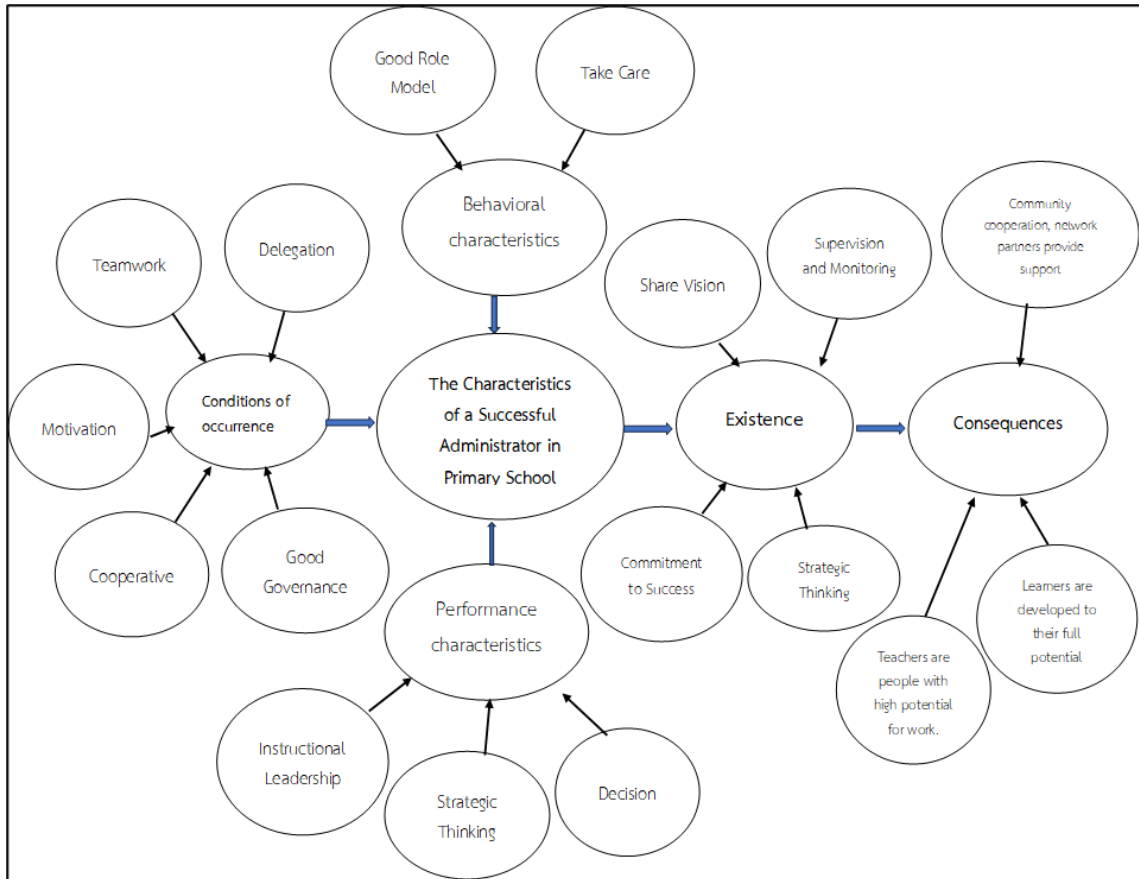 Good Role
Model
Take Care
Behavioral
characteristics
Teamwork
Delegation
Share Vision
Supervision
and Monitoring
Community
cooperation, network
partners provide
support
Motivation
Conditions of
occurrence
The Characteristics
of a Successful
Administrator in
Primary School
Existence
Consequences
Cooperative
Good
Governance
Performance
characteristics
Commitment
to Success
Strategic
Thinking
Learners are
developed to
their full
potential
Teachers are
people with
high potential
for work.
Instructional
Leadership
Strategic
Thinking
Decision